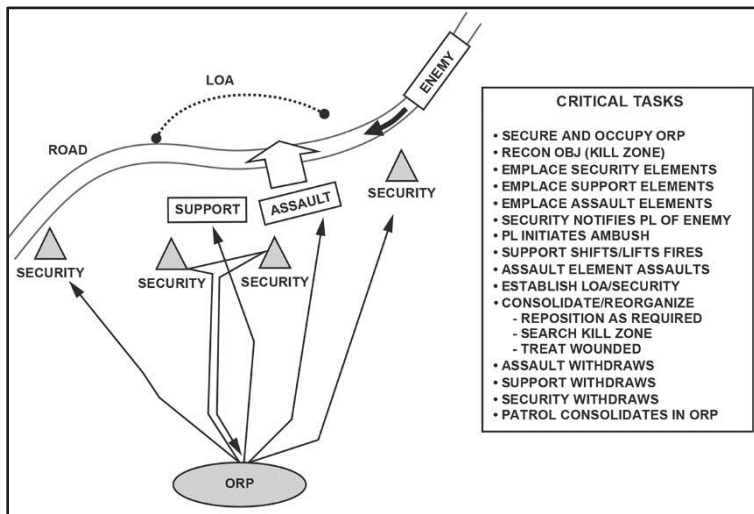 ENEMY
LOA
ROAD
SECURITY
SUPPORT
ASSAULT
SECURITY
SECURITY
SECURITY
ORP
CRITICAL TASKS
• SECURE AND OCCUPY ORP
• RECON OBJ (KILL ZONE)
• EMPLACE SECURITY ELEMENTS
• EMPLACE SUPPORT ELEMENTS
• EMPLACE ASSAULT ELEMENTS
• SECURITY NOTIFIES PL OF ENEMY
• PL INITIATES AMBUSH
• SUPPORT SHIFTS/LIFTS FIRES
• ASSAULT ELEMENT ASSAULTS
• ESTABLISH LOA/SECURITY
• CONSOLIDATE/REORGANIZE
- REPOSITION AS REQUIRED
- SEARCH KILL ZONE
- TREAT WOUNDED
• ASSAULT WITHDRAWS
• SUPPORT WITHDRAWS
• SECURITY WITHDRAWS
• PATROL CONSOLIDATES IN ORP